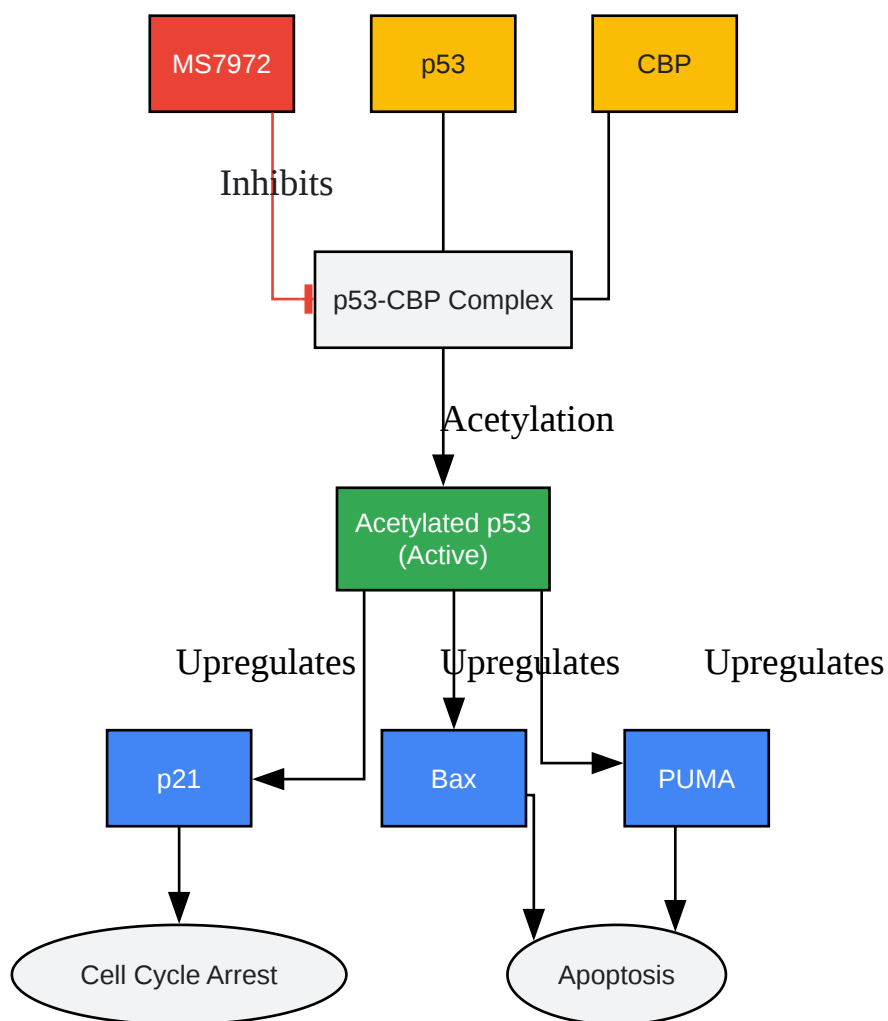 MS7972
p53
CBP
Inhibits
p53-CBP Complex
Acetylation
Acetylated p53
(Active)
Upregulates
Upregulates
Upregulates
p21
Bax
PUMA
Cell Cycle Arrest
Apoptosis